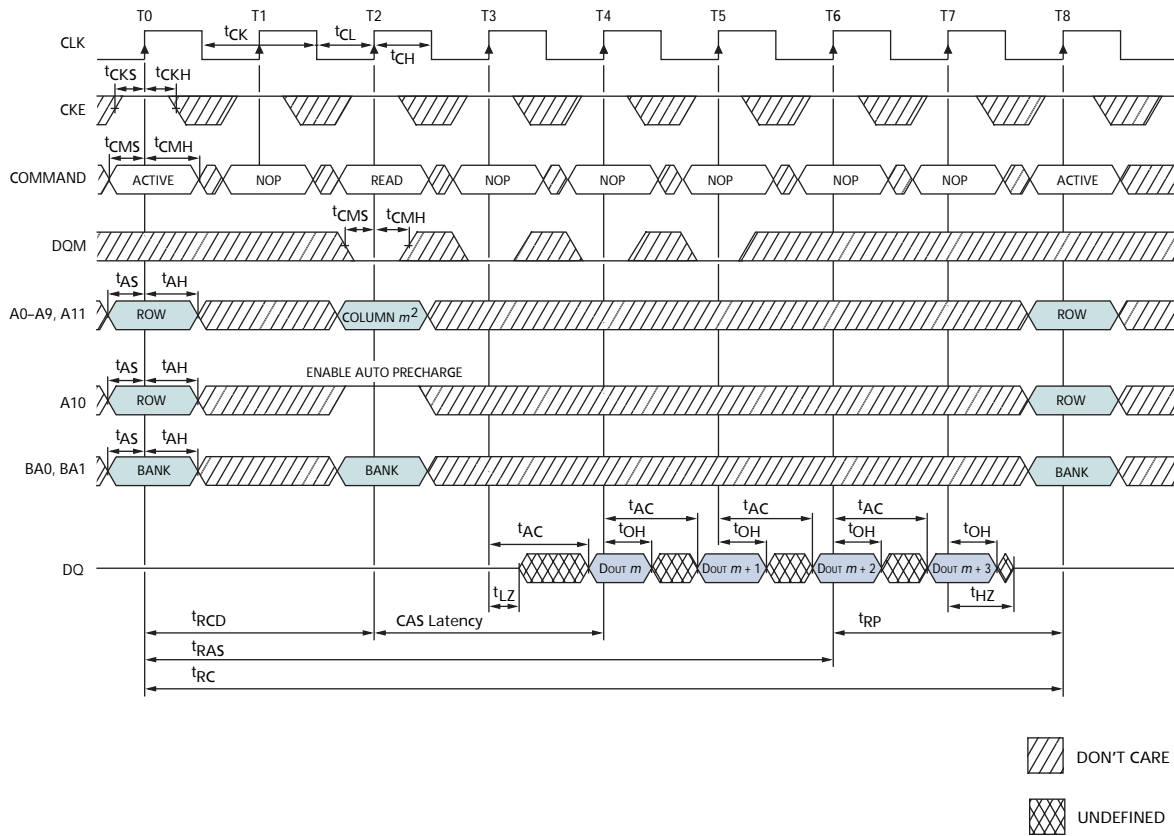 T0 T1 T2 T3 T4 T5 T6 T7 T8
CLK
tCK tCL
tCH
tCKS tCKH
CKE
tCMS tCMH
COMMAND ACTIVE NOP READ NOP NOP NOP NOP NOP ACTIVE
tCMS tCMH
DQM
tAS tAH
A0–A9, A11 ROW COLUMN m2 ROW
ENABLE AUTO PRECHARGE
tAS tAH
A10 ROW ROW
tAS tAH
BA0, BA1 BANK BANK BANK
tAC tAC tAC tAC
tOH tOH tOH tOH
DQ DOUT m DOUT m + 1 DOUT m + 2 DOUT m + 3
tLZ tHZ
tRCD CAS Latency tRP
tRAS
tRC
DON'T CARE
UNDEFINED